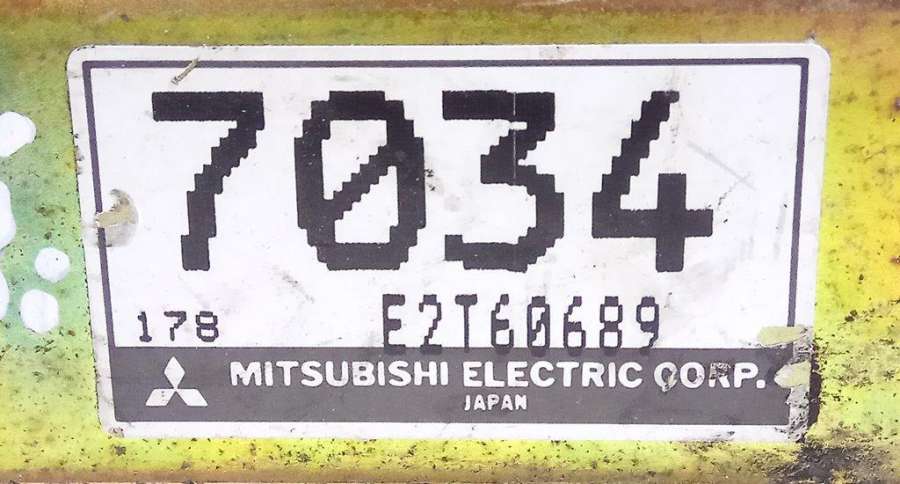 7034
178 E2T60689
MITSUBISHI ELECTRIC CORP.
JAPAN